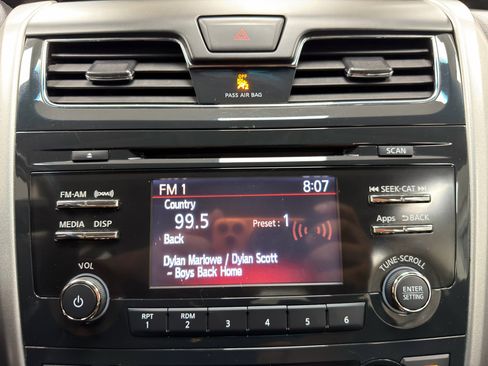 OFF
PASS AIR BAG
SCAN
FM·AM
SEEK·CAT
FM 1 8:07
Country
99.5 Preset : 1
Back
Dylan Marlowe / Dylan Scott
- Boys Back Home
MEDIA DISP
Apps BACK
VOL
TUNE·SCROLL
ENTER
SETTING
RPT
1
RDM
2
3
4
5
6